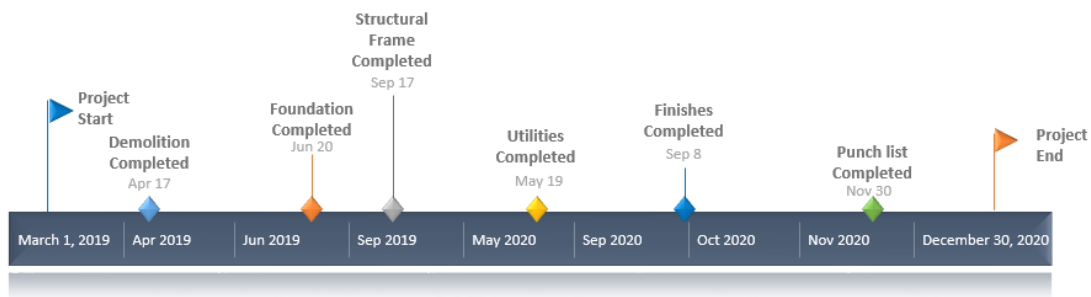 Project
Start
Demolition
Completed
Apr 17
Foundation
Completed
Jun 20
Structural
Frame
Completed
Sep 17
Utilities
Completed
May 19
Finishes
Completed
Sep 8
Punch list
Completed
Nov 30
Project
End
March 1, 2019
Apr 2019
Jun 2019
Sep 2019
May 2020
Sep 2020
Oct 2020
Nov 2020
December 30, 2020